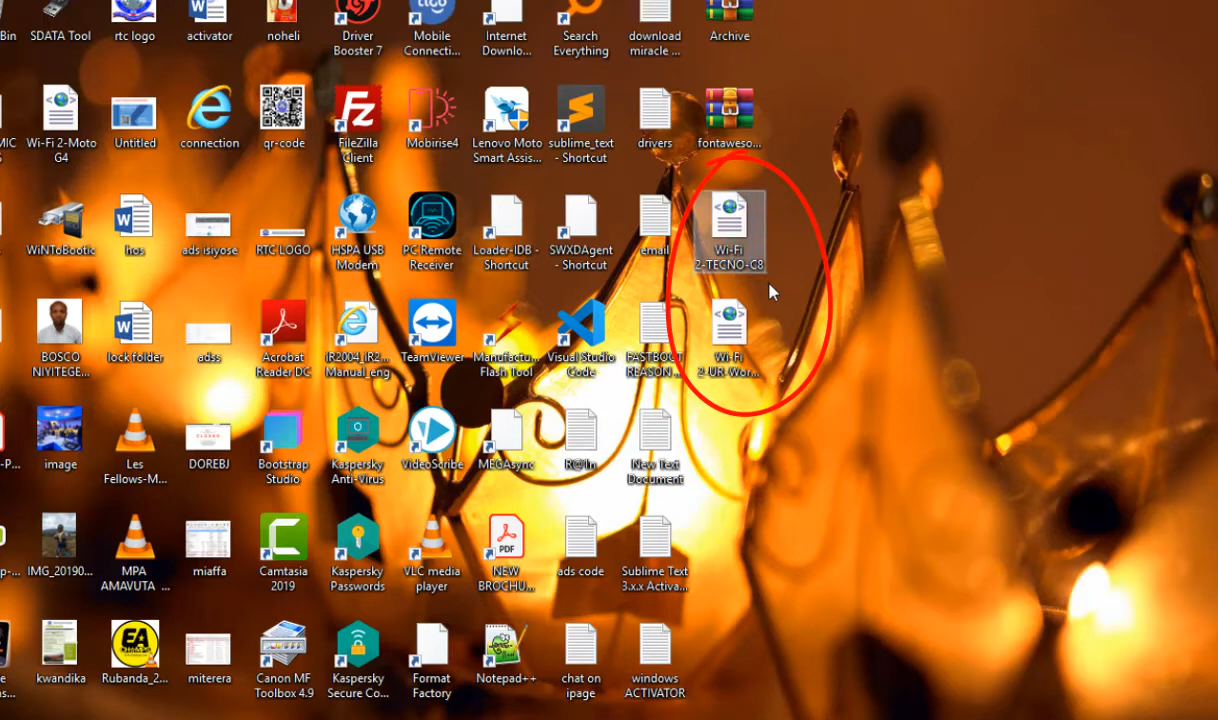 Bin
SDATA Tool
rtc logo
activator
noheli
Driver
Booster 7
Mobile
Connecti...
Internet
Downlo...
Search
Everything
download
miracle ...
Archive
Wi-Fi 2-Moto
G4
Untitled
connection
qr-code
FileZilla
Client
Mobirise4
Lenovo Moto
Smart Assis...
sublime_text
- Shortcut
drivers
fontaweso...
WiNToBootic
hos
ads isiyose
RTC LOGO
HSPA USB
Modem
PC Remote
Receiver
Loader-IDB -
Shortcut
SWXDAgent
- Shortcut
email
Wi-Fi
2-TECNO-C8
BOSCO
NIYITEGE...
lock folder
adss
Acrobat
Reader DC
iR2004_iR2...
Manual_eng
TeamViewer
Manufactu...
Flash Tool
Visual Studio
Code
FASTBOOT
REASON ...
Wi-Fi
2-UR-Wor...
image
Les
Fellows-M...
DOREBJ
Bootstrap
Studio
Kaspersky
Anti-Virus
VideoScribe
MEGAsync
R@In
New Text
Document
IMG_20190...
MPA
AMAVUTA ...
miaffa
Camtasia
2019
Kaspersky
Passwords
VLC media
player
PDF
NEW
BROCHU...
ads code
Sublime Text
3.x.x Activa...
kwandika
EA
Rubanda_2...
miterera
Canon MF
Toolbox 4.9
Kaspersky
Secure Co...
Format
Factory
Notepad++
chat on
ipage
windows
ACTIVATOR